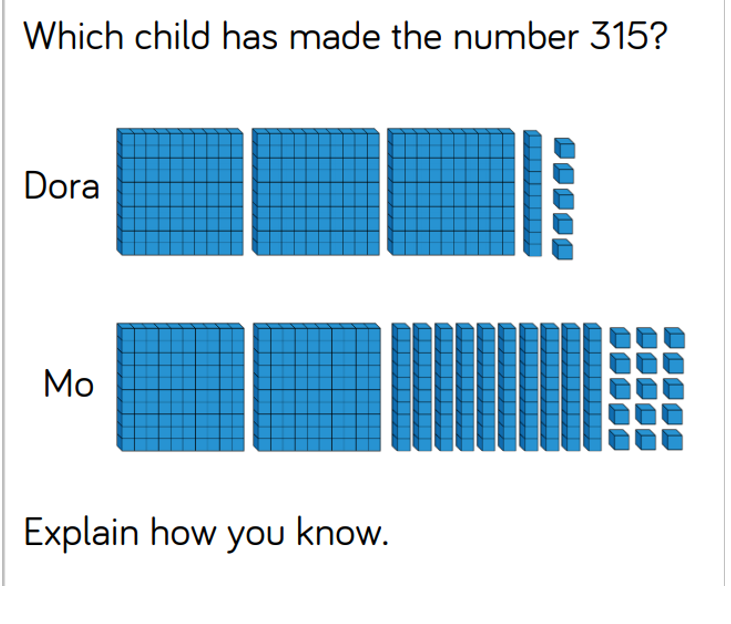 Which child has made the number 315?
Dora
Mo
Explain how you know.